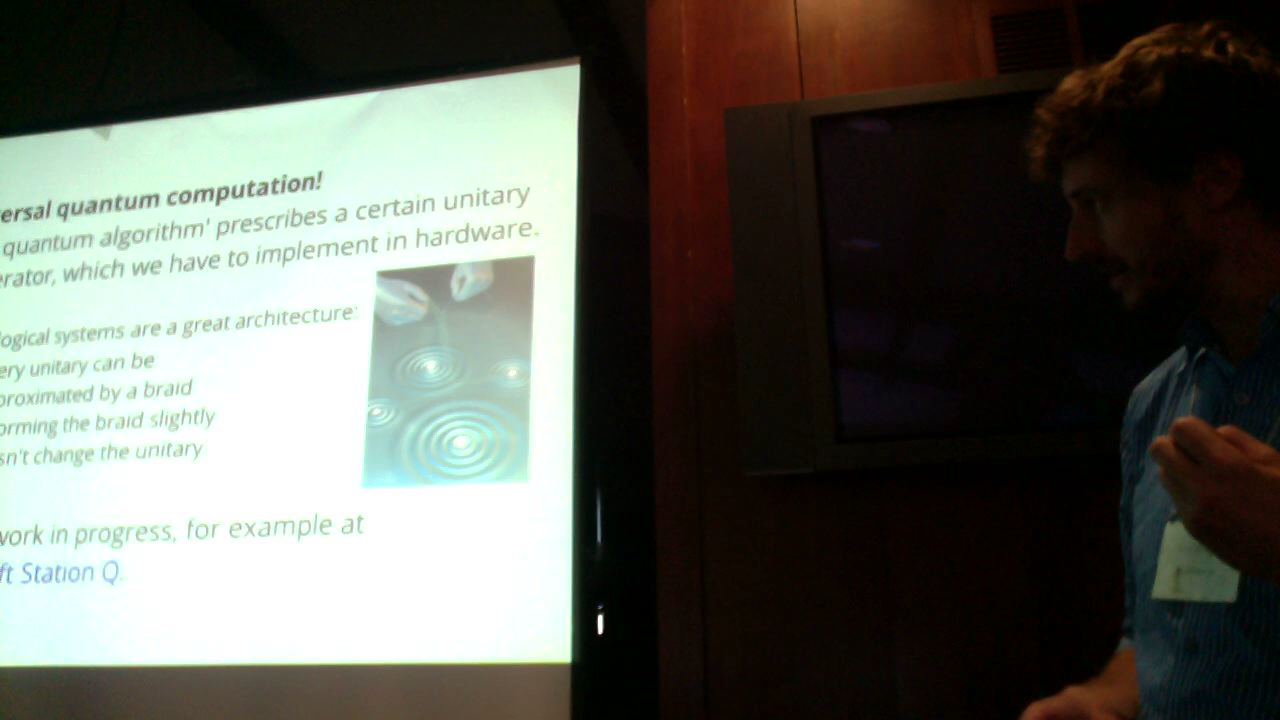 ersal quantum computation!
quantum algorithm' prescribes a certain unitary
erator, which we have to implement in hardware.
logical systems are a great architecture:
ery unitary can be
proximated by a braid
orming the braid slightly
sn't change the unitary
work in progress, for example at
ft Station Q.